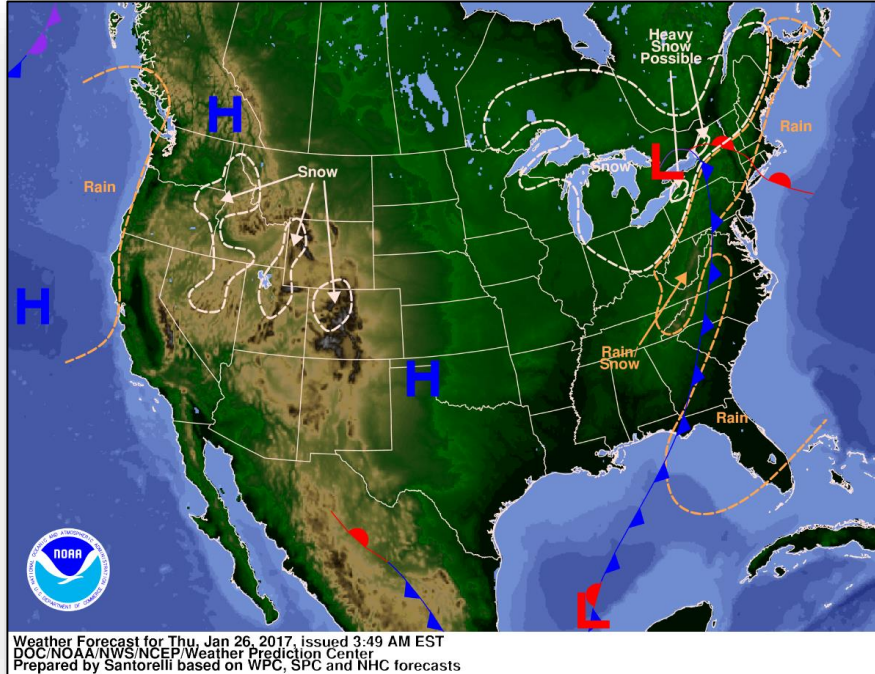 Heavy
Snow
Possible
H
Rain
Snow
L
Snow
Rain
H
H
Rain/
Snow
Rain
L
NATIONAL OCEANIC AND ATMOSPHERIC ADMINISTRATION
NOAA
U.S. DEPARTMENT OF COMMERCE
Weather Forecast for Thu, Jan 26, 2017, issued 3:49 AM EST
DOC/NOAA/NWS/NCEP/Weather Prediction Center
Prepared by Santorelli based on WPC, SPC and NHC forecasts